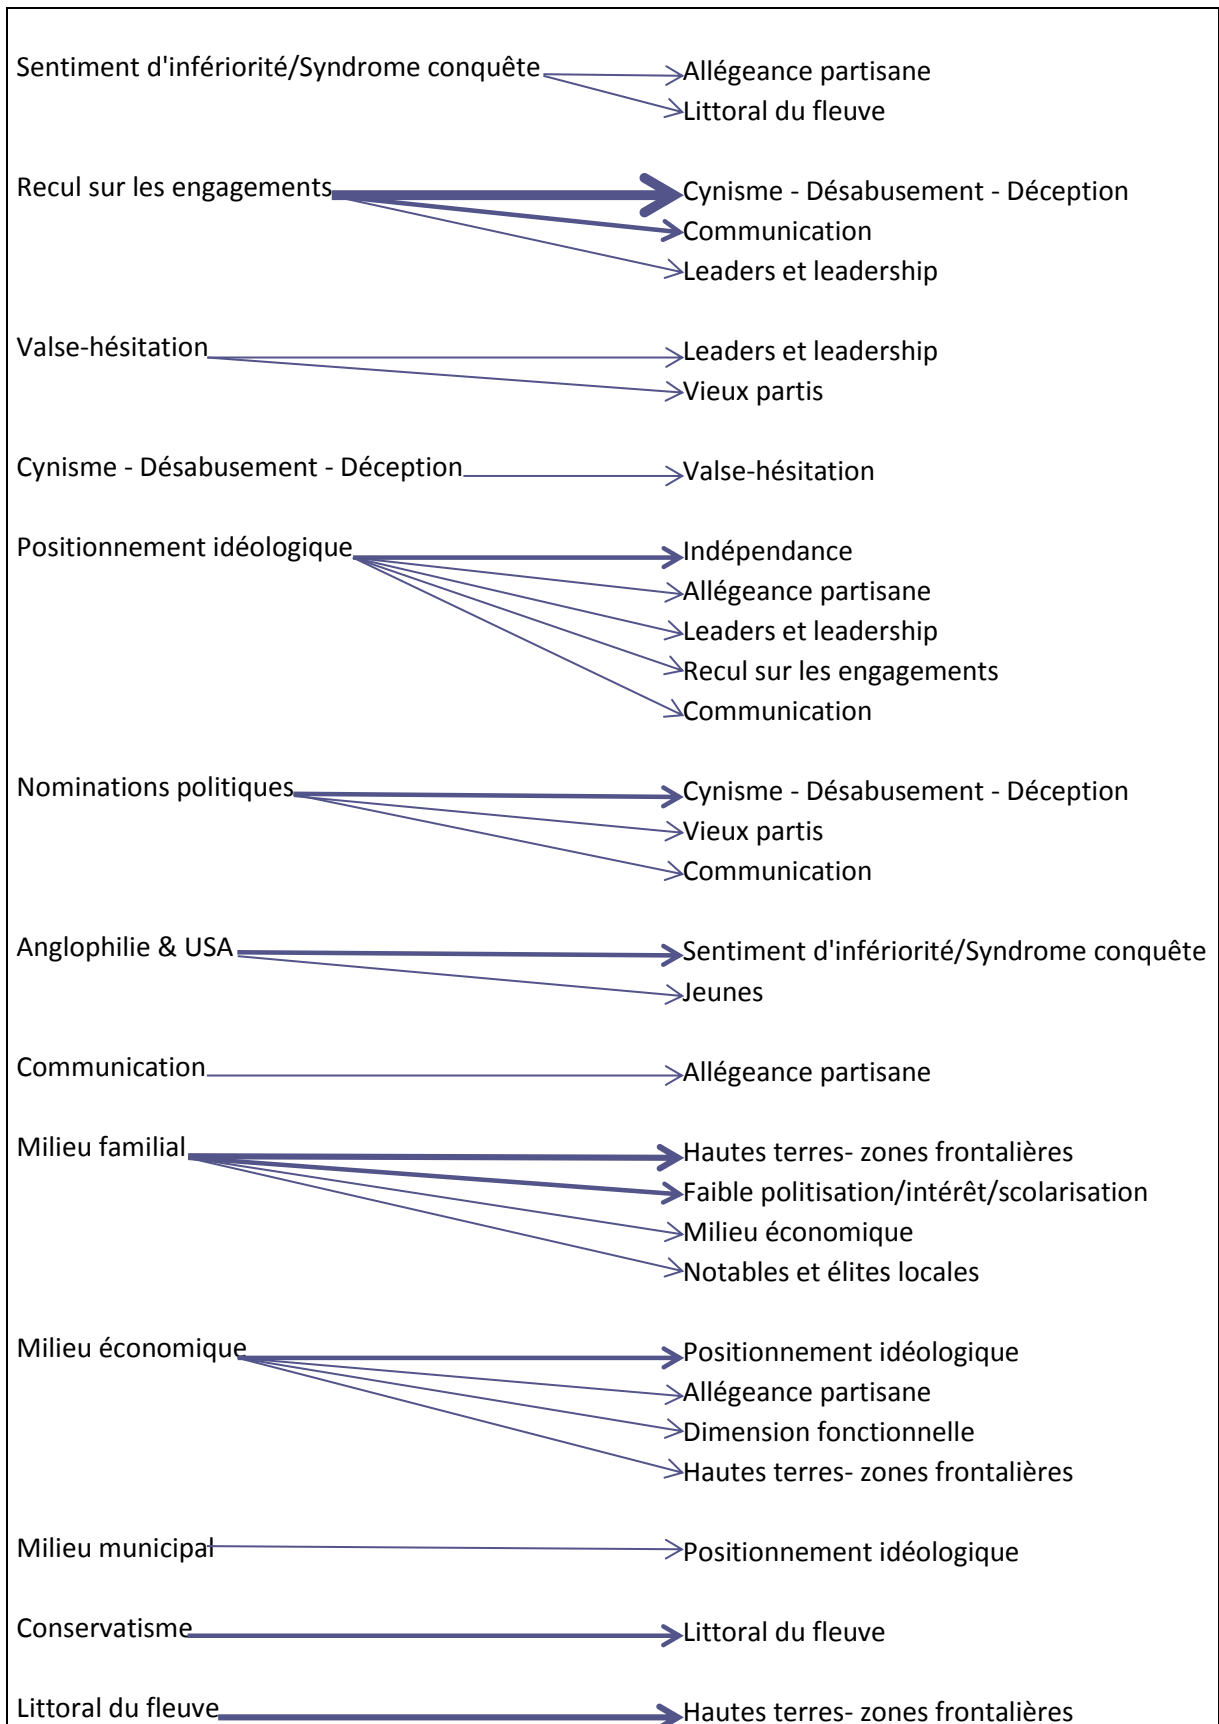 Sentiment d'infériorité/Syndrome conquête Allégeance partisane
Littoral du fleuve
Recul sur les engagements Cynisme - Désabusement - Déception
Communication
Leaders et leadership
Valse-hésitation Leaders et leadership
Vieux partis
Cynisme - Désabusement - Déception Valse-hésitation
Positionnement idéologique Indépendance
Allégeance partisane
Leaders et leadership
Recul sur les engagements
Communication
Nominations politiques Cynisme - Désabusement - Déception
Vieux partis
Communication
Anglophilie & USA Sentiment d'infériorité/Syndrome conquête
Jeunes
Communication Allégeance partisane
Milieu familial Hautes terres- zones frontalières
Faible politisation/intérêt/scolarisation
Milieu économique
Notables et élites locales
Milieu économique Positionnement idéologique
Allégeance partisane
Dimension fonctionnelle
Hautes terres- zones frontalières
Milieu municipal Positionnement idéologique
Conservatisme Littoral du fleuve
Littoral du fleuve Hautes terres- zones frontalières